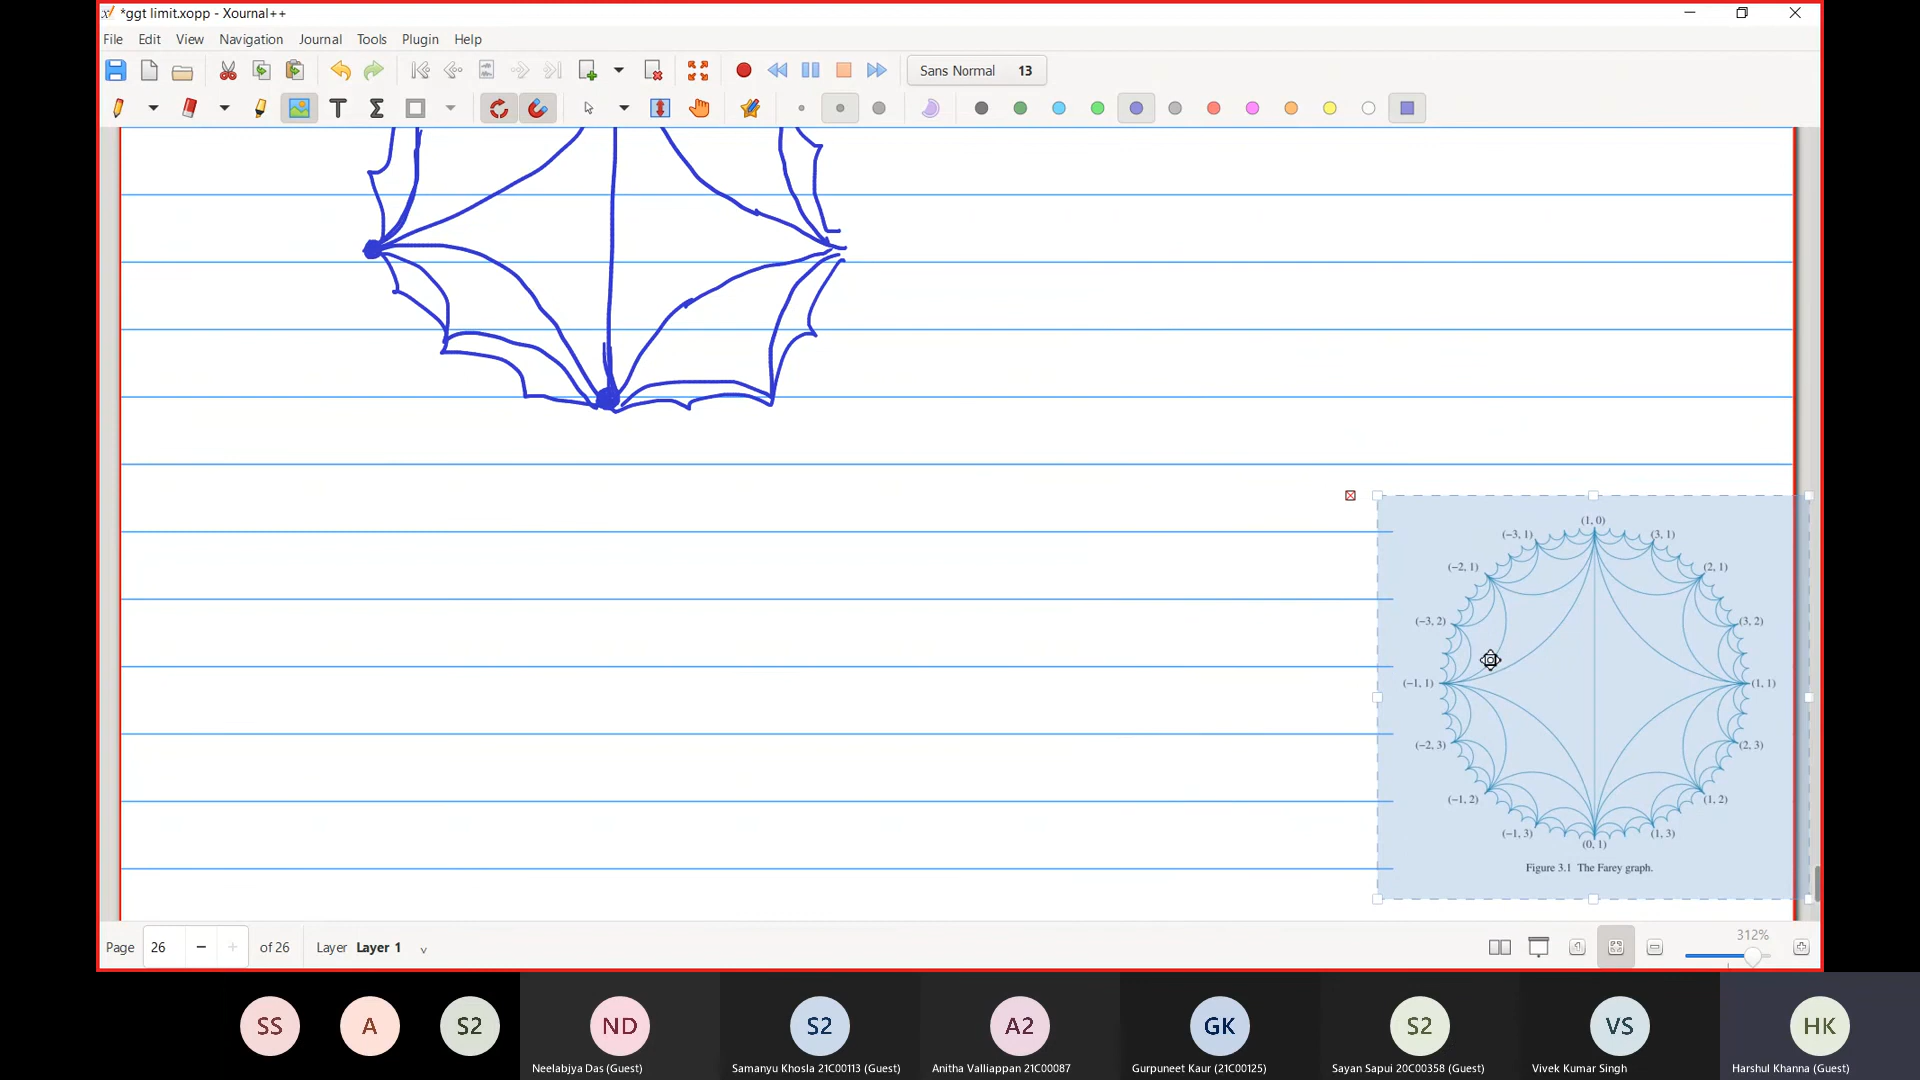 *ggt limit.xopp - Xournal++
File Edit View Navigation Journal Tools Plugin Help
Sans Normal 13
(1, 0)
(−3, 1) (3, 1)
(−2, 1) (2, 1)
(−3, 2) (3, 2)
(−1, 1) (1, 1)
(−2, 3) (2, 3)
(−1, 2) (1, 2)
(−1, 3) (1, 3)
(0, 1)
Figure 3.1 The Farey graph.
Page 26 of 26 Layer Layer 1 312%
SS A S2 ND S2 A2 GK S2 VS HK
Neelabjya Das (Guest) Samanyu Khosla 21C00113 (Guest) Anitha Valliappan 21C00087 Gurpuneet Kaur (21C00125) Sayan Sapui 20C00358 (Guest) Vivek Kumar Singh Harshul Khanna (Guest)